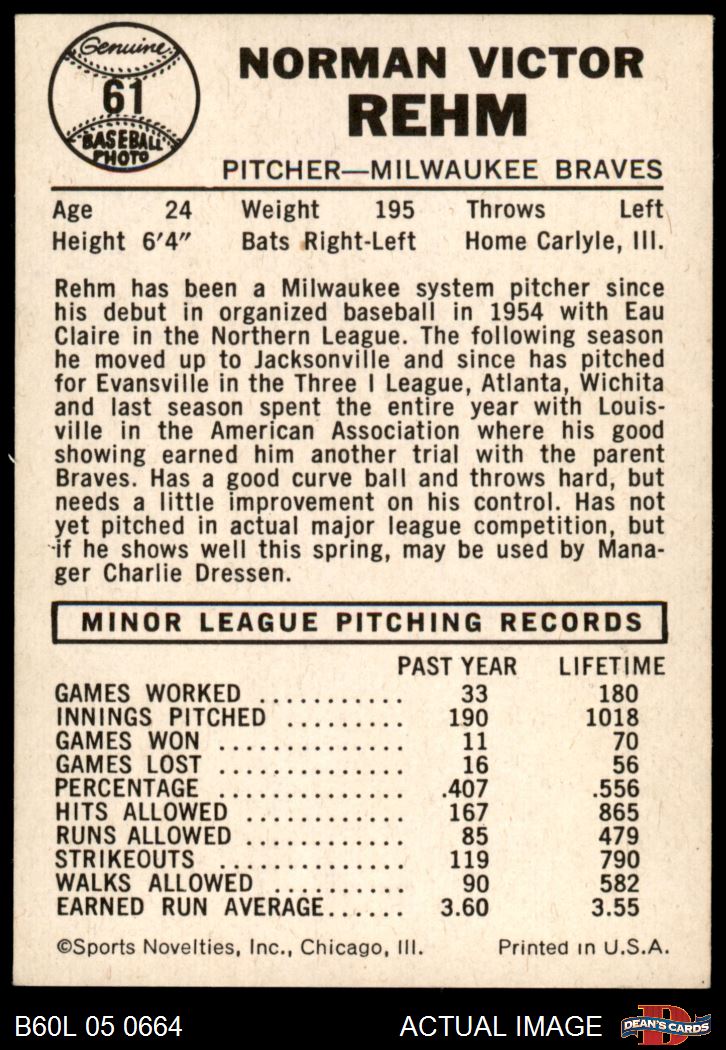 Genuine
61
BASEBALL
PHOTO
NORMAN VICTOR
REHM
PITCHER—MILWAUKEE BRAVES
Age 24 Weight 195 Throws Left
Height 6'4" Bats Right-Left Home Carlyle, Ill.
Rehm has been a Milwaukee system pitcher since
his debut in organized baseball in 1954 with Eau
Claire in the Northern League. The following season
he moved up to Jacksonville and since has pitched
for Evansville in the Three I League, Atlanta, Wichita
and last season spent the entire year with Louis-
ville in the American Association where his good
showing earned him another trial with the parent
Braves. Has a good curve ball and throws hard, but
needs a little improvement on his control. Has not
yet pitched in actual major league competition, but
if he shows well this spring, may be used by Mana-
ger Charlie Dressen.
MINOR LEAGUE PITCHING RECORDS
PAST YEAR LIFETIME
GAMES WORKED ........... 33 180
INNINGS PITCHED ......... 190 1018
GAMES WON .............. 11 70
GAMES LOST .............. 16 56
PERCENTAGE .............. .407 .556
HITS ALLOWED ............ 167 865
RUNS ALLOWED ............ 85 479
STRIKEOUTS .............. 119 790
WALKS ALLOWED .......... 90 582
EARNED RUN AVERAGE...... 3.60 3.55
©Sports Novelties, Inc., Chicago, Ill. Printed in U.S.A.
B60L 05 0664 ACTUAL IMAGE D DEAN'S CARDS